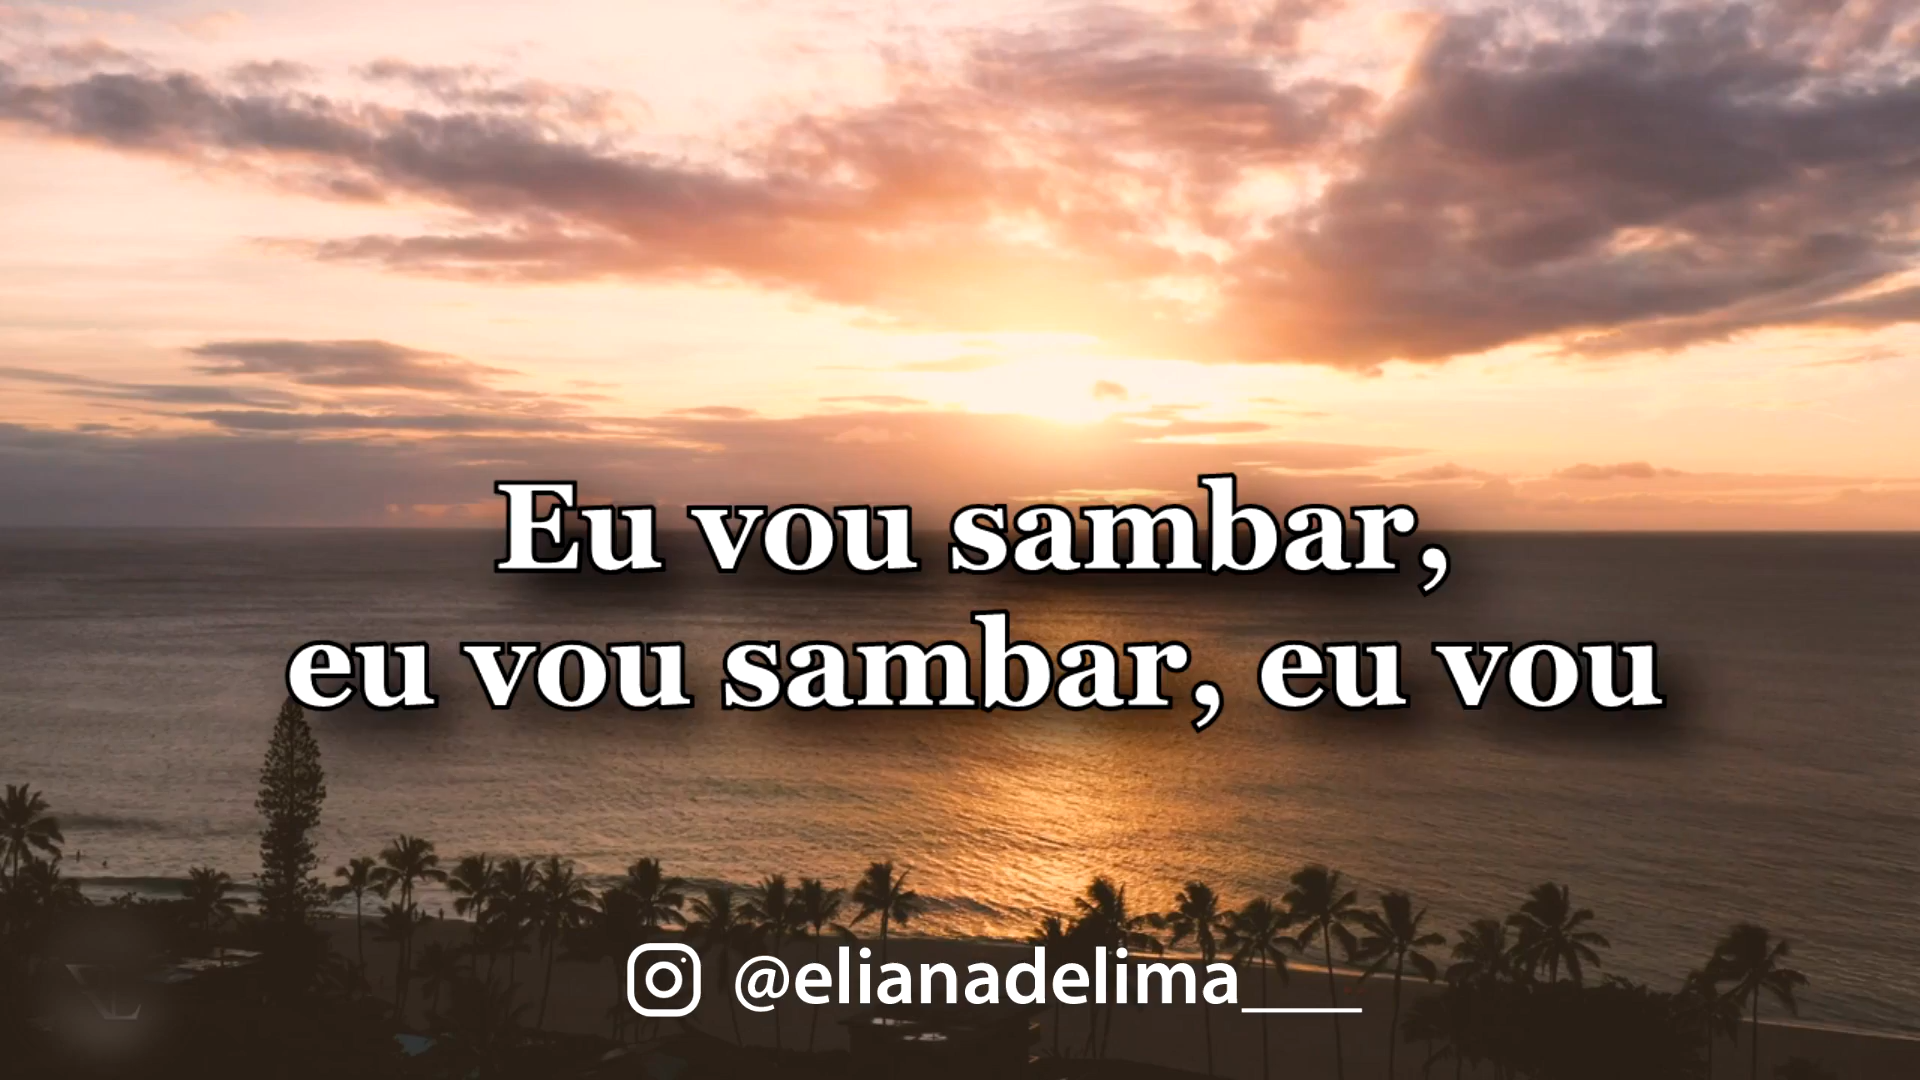 Eu vou sambar,
eu vou sambar, eu vou
@elianadelima___